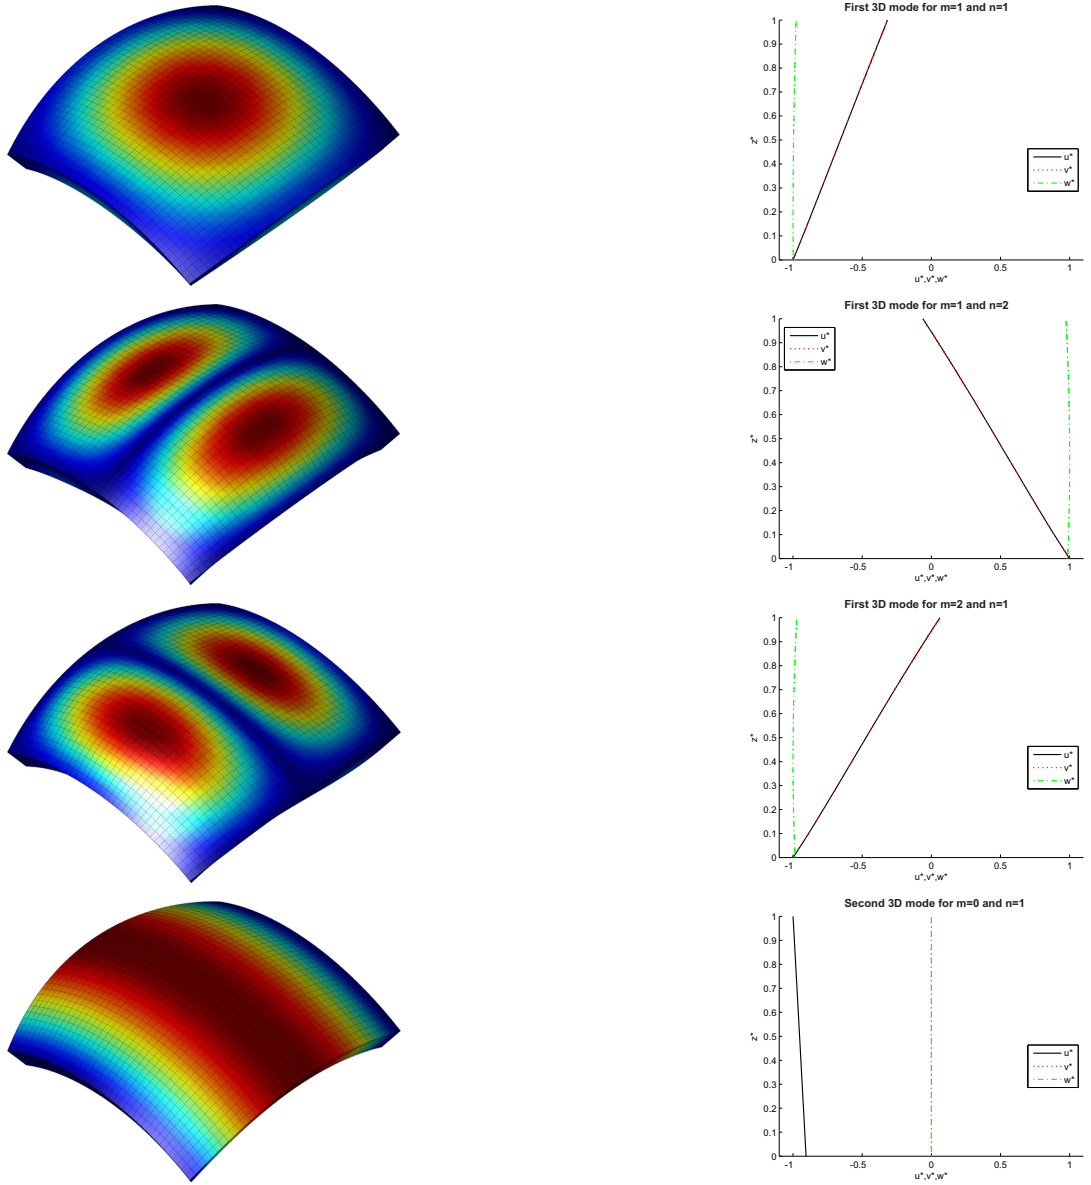 First 3D mode for m=1 and n=1
1
0.9
0.8
0.7
0.6
0.5
0.4
0.3
0.2
0.1
0
z*
u*
v*
w*
-1 -0.5 0 0.5 1
u*,v*,w*
First 3D mode for m=1 and n=2
1
0.9
0.8
0.7
0.6
0.5
0.4
0.3
0.2
0.1
0
z*
u*
v*
w*
-1 -0.5 0 0.5 1
u*,v*,w*
First 3D mode for m=2 and n=1
1
0.9
0.8
0.7
0.6
0.5
0.4
0.3
0.2
0.1
0
z*
u*
v*
w*
-1 -0.5 0 0.5 1
u*,v*,w*
Second 3D mode for m=0 and n=1
1
0.9
0.8
0.7
0.6
0.5
0.4
0.3
0.2
0.1
0
z*
u*
v*
w*
-1 -0.5 0 0.5 1
u*,v*,w*